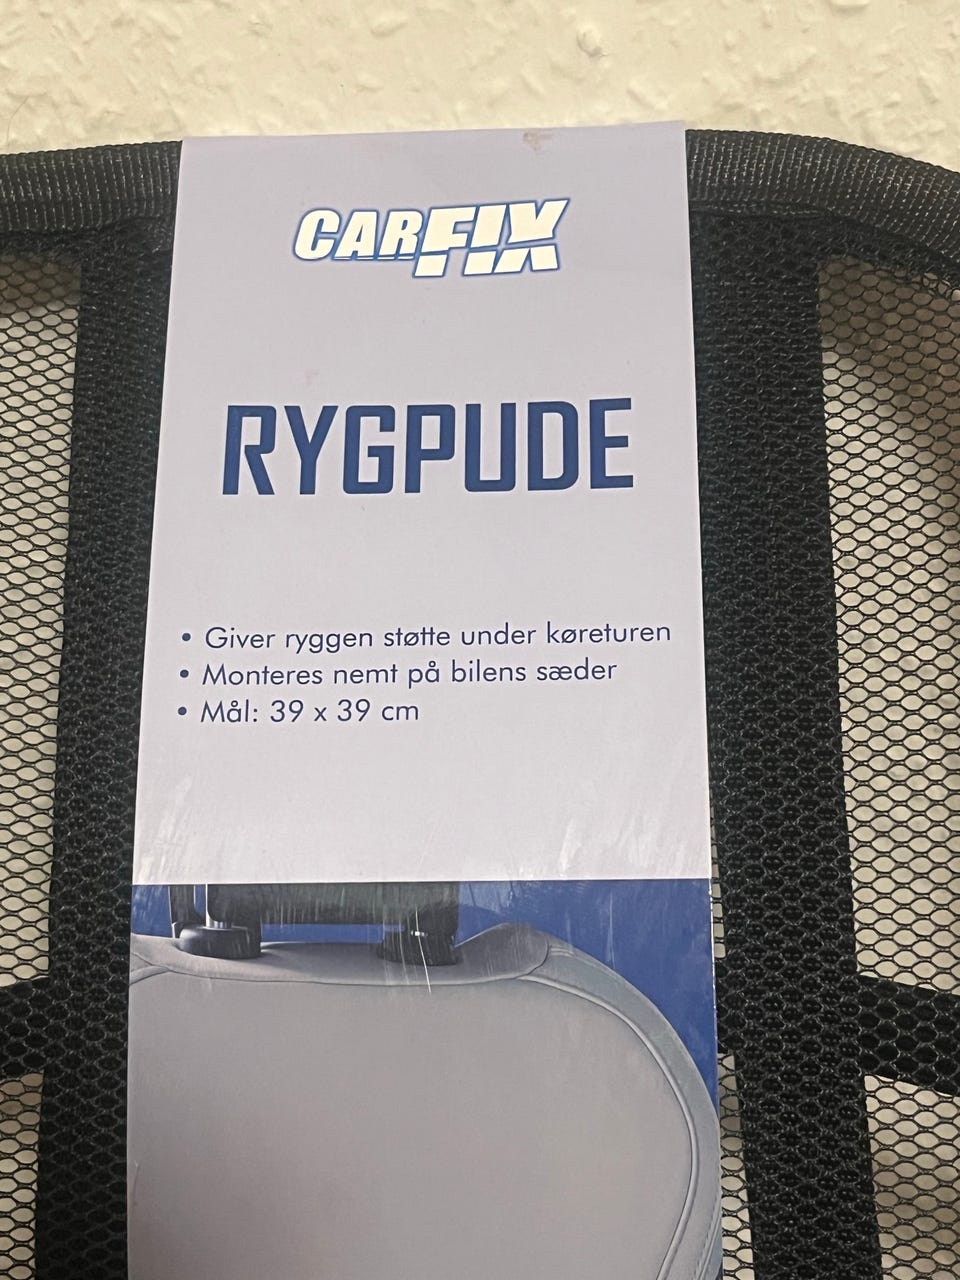 CARFIX
RYGPUDE
• Giver ryggen støtte under køreturen
• Monteres nemt på bilens sæder
• Mål: 39 x 39 cm